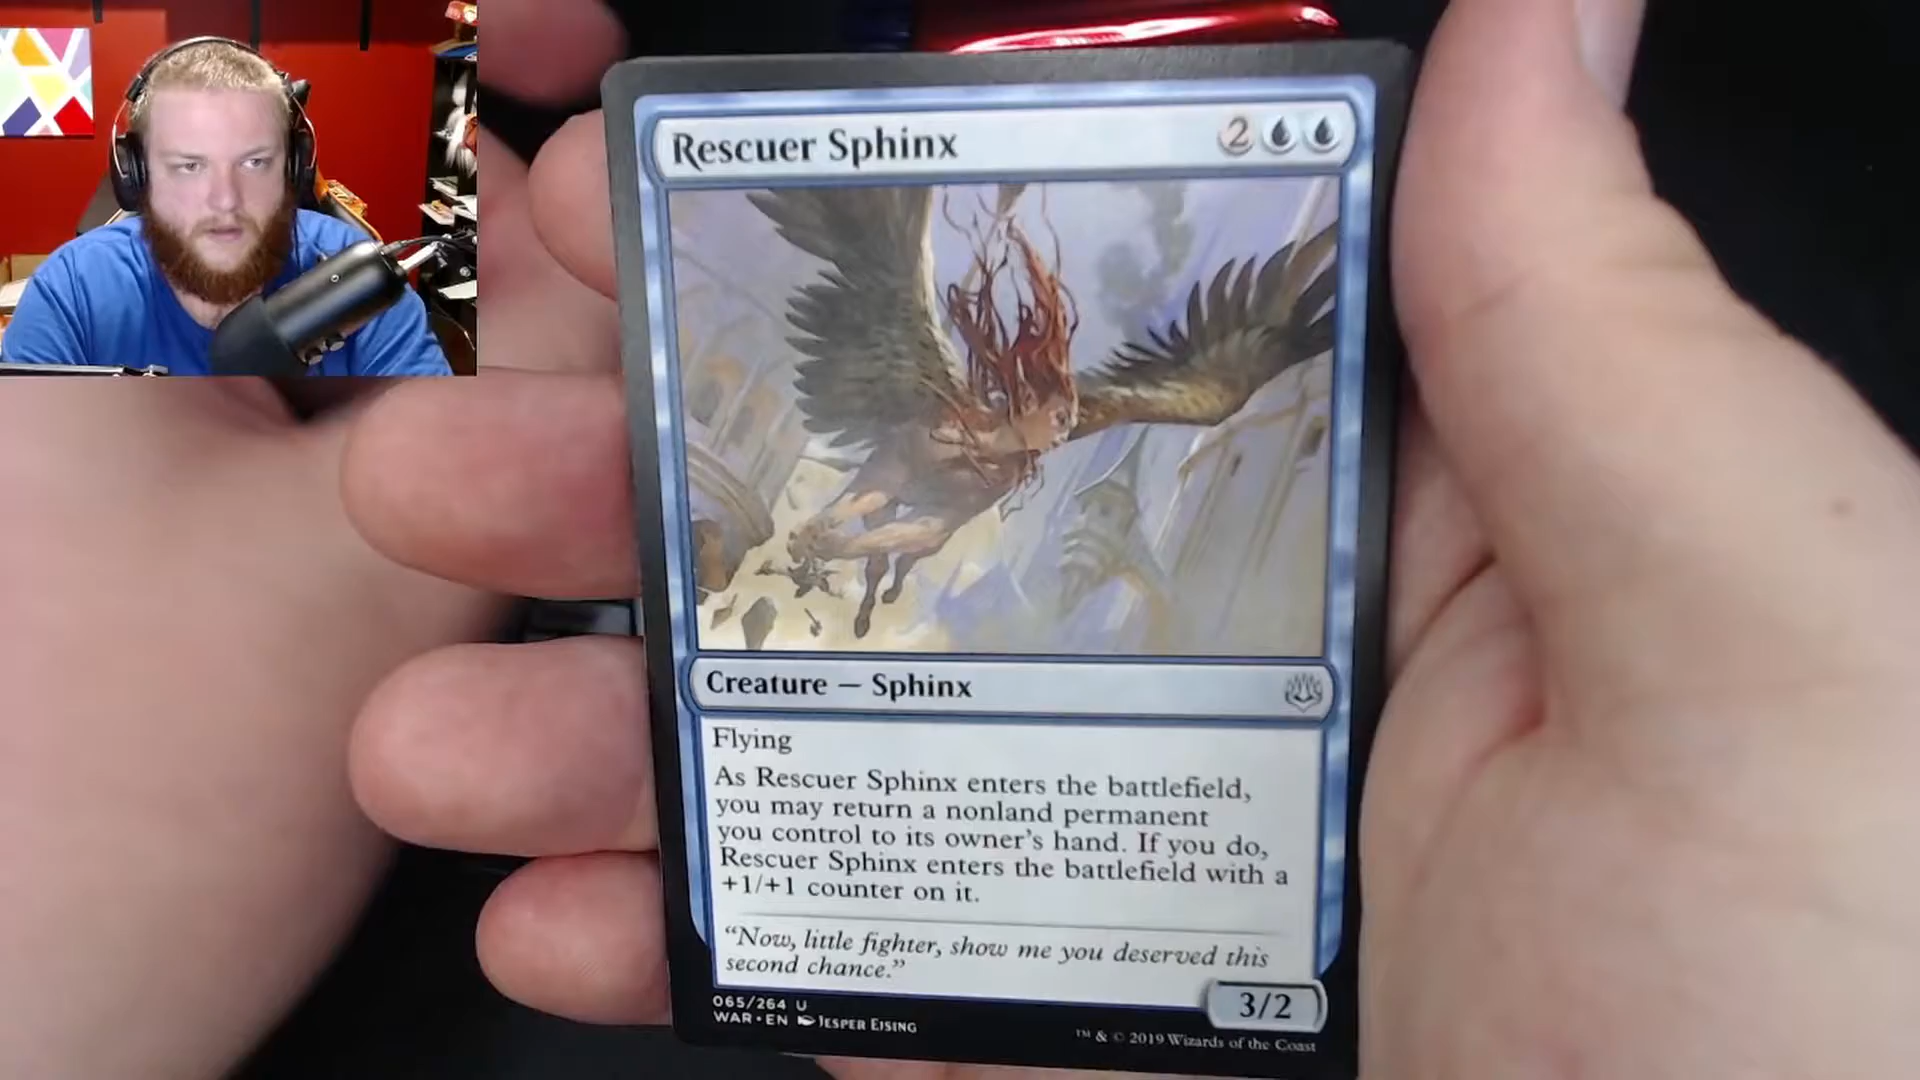 Rescuer Sphinx 2
Creature — Sphinx
Flying
As Rescuer Sphinx enters the battlefield,
you may return a nonland permanent
you control to its owner's hand. If you do,
Rescuer Sphinx enters the battlefield with a
+1/+1 counter on it.
“Now, little fighter, show me you deserved this
second chance.”
3/2
065/264 U
WAR • EN JESPER EJSING
™ & © 2019 Wizards of the Coast